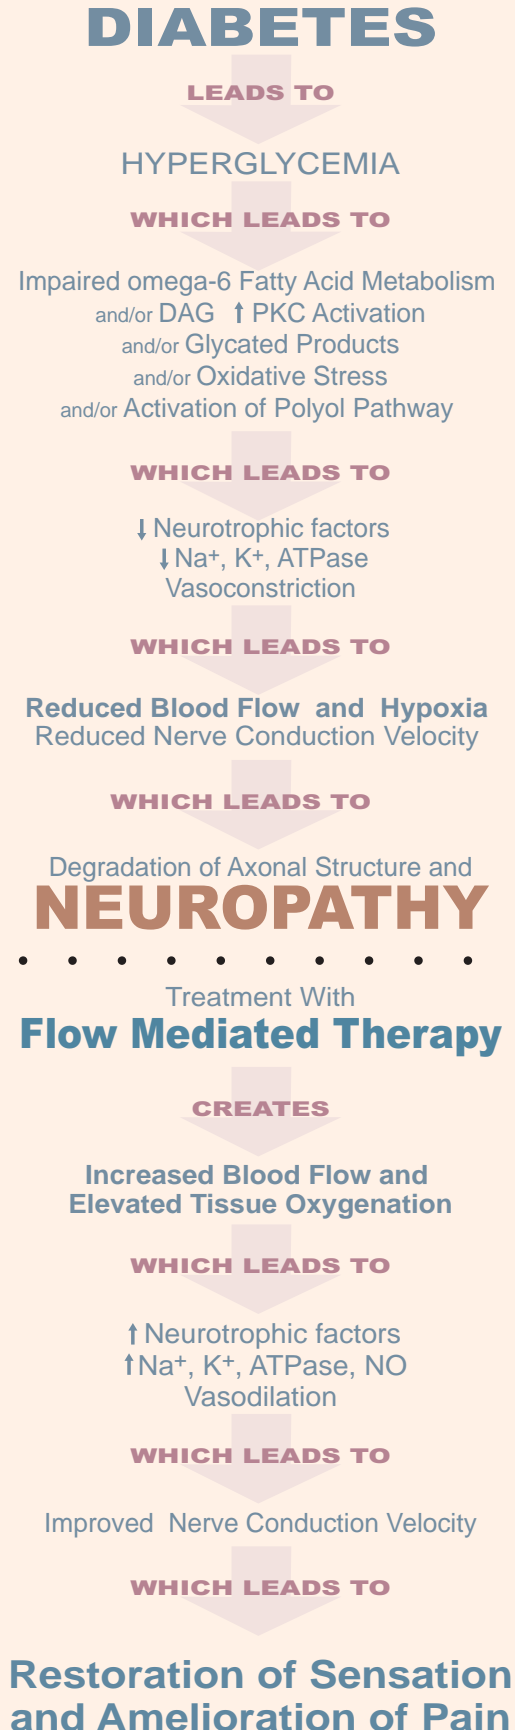 DIABETES
LEADS TO
HYPERGLYCEMIA
WHICH LEADS TO
Impaired omega-6 Fatty Acid Metabolism
and/or DAG ↑ PKC Activation
and/or Glycated Products
and/or Oxidative Stress
and/or Activation of Polyol Pathway
WHICH LEADS TO
↓ Neurotrophic factors
↓ Na⁺, K⁺, ATPase
Vasoconstriction
WHICH LEADS TO
Reduced Blood Flow and Hypoxia
Reduced Nerve Conduction Velocity
WHICH LEADS TO
Degradation of Axonal Structure and
NEUROPATHY
Treatment With
Flow Mediated Therapy
CREATES
Increased Blood Flow and
Elevated Tissue Oxygenation
WHICH LEADS TO
↑ Neurotrophic factors
↑ Na⁺, K⁺, ATPase, NO
Vasodilation
WHICH LEADS TO
Improved Nerve Conduction Velocity
WHICH LEADS TO
Restoration of Sensation
and Amelioration of Pain